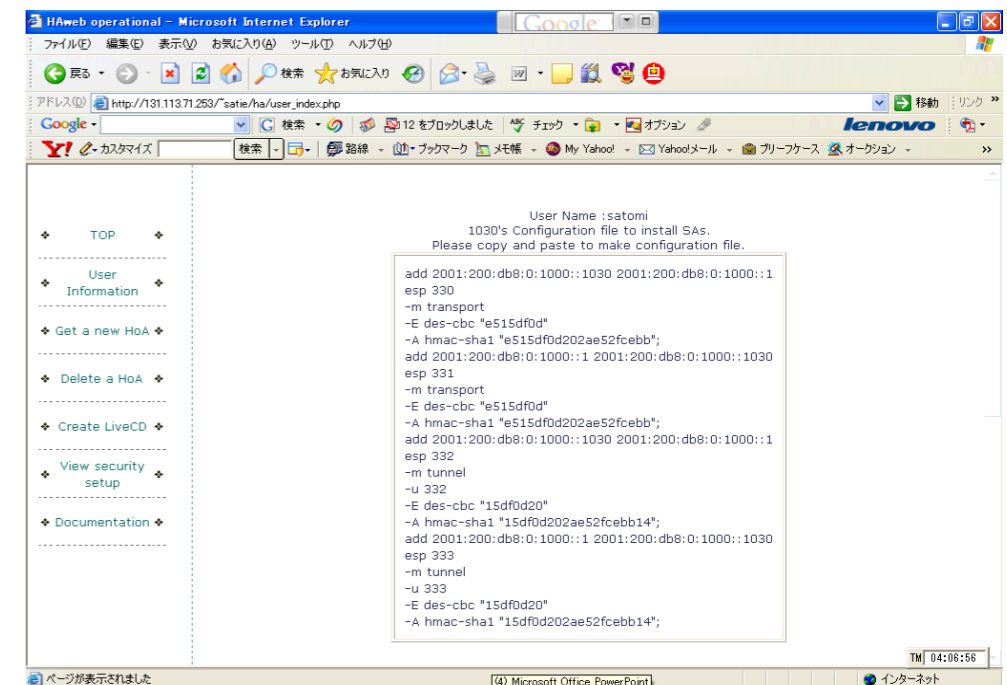 HAweb operational - Microsoft Internet Explorer
Google
ファイル(F) 編集(E) 表示(V) お気に入り(A) ツール(T) ヘルプ(H)
戻る 検索 お気に入り
アドレス(D) http://131.113.71.253/~satie/ha/user_index.php 移動 リンク »
Google 検索 12 をブロックしました チェック オプション lenovo
Y! カスタマイズ 検索 路線 ブックマーク メモ帳 My Yahoo! Yahoo!メール ブリーフケース オークション »
TOP
User
Information
Get a new HoA
Delete a HoA
Create LiveCD
View security
setup
Documentation
User Name :satomi
1030's Configuration file to install SAs.
Please copy and paste to make configuration file.
add 2001:200:db8:0:1000::1030 2001:200:db8:0:1000::1
esp 330
-m transport
-E des-cbc "e515df0d"
-A hmac-sha1 "e515df0d202ae52fcebb";
add 2001:200:db8:0:1000::1 2001:200:db8:0:1000::1030
esp 331
-m transport
-E des-cbc "e515df0d"
-A hmac-sha1 "e515df0d202ae52fcebb";
add 2001:200:db8:0:1000::1030 2001:200:db8:0:1000::1
esp 332
-m tunnel
-u 332
-E des-cbc "15df0d20"
-A hmac-sha1 "15df0d202ae52fcebb14";
add 2001:200:db8:0:1000::1 2001:200:db8:0:1000::1030
esp 333
-m tunnel
-u 333
-E des-cbc "15df0d20"
-A hmac-sha1 "15df0d202ae52fcebb14";
TM 04:06:56
ページが表示されました (4) Microsoft Office PowerPoint インターネット